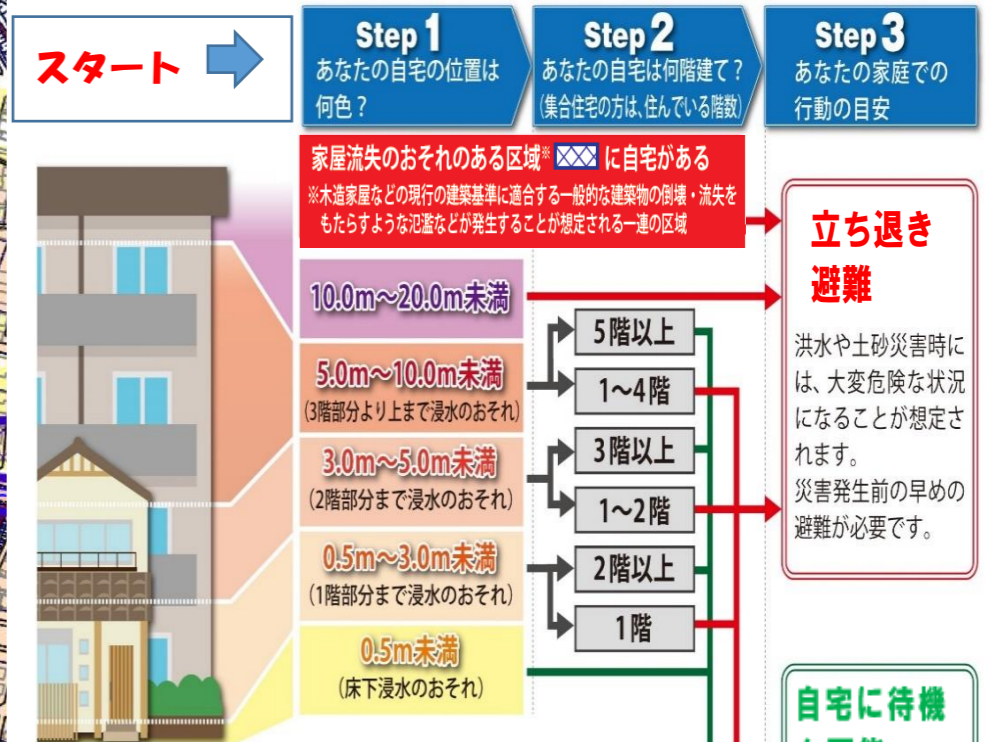 スタート
Step 1
あなたの自宅の位置は
何色？
Step 2
あなたの自宅は何階建て？
(集合住宅の方は、住んでいる階数)
Step 3
あなたの家庭での
行動の目安
家屋流失のおそれのある区域※ に自宅がある
※木造家屋などの現行の建築基準に適合する一般的な建築物の倒壊・流失を
もたらすような氾濫などが発生することが想定される一連の区域
10.0m〜20.0m未満
5.0m〜10.0m未満
(3階部分より上まで浸水のおそれ)
3.0m〜5.0m未満
(2階部分まで浸水のおそれ)
0.5m〜3.0m未満
(1階部分まで浸水のおそれ)
0.5m未満
(床下浸水のおそれ)
5階以上
1〜4階
3階以上
1〜2階
2階以上
1階
立ち退き
避難
洪水や土砂災害時に
は、大変危険な状況
になることが想定さ
れます。
災害発生前の早めの
避難が必要です。
自宅に待機